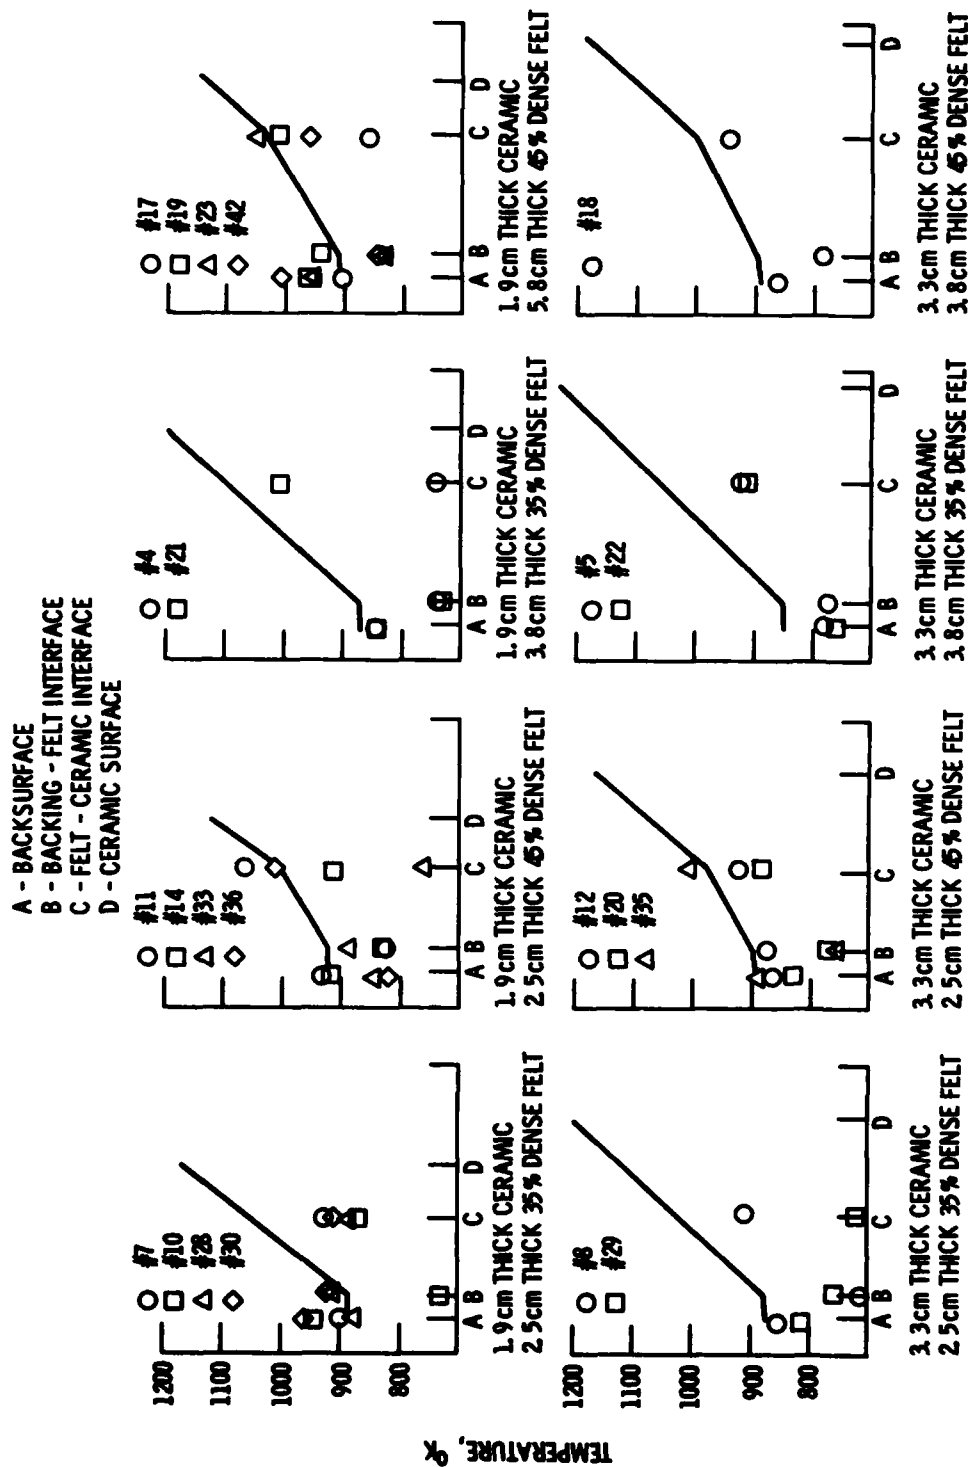 A - BACKSURFACE
B - BACKING - FELT INTERFACE
C - FELT - CERAMIC INTERFACE
D - CERAMIC SURFACE
TEMPERATURE, °K
1200
1100
1000
900
800
#7
#10
#28
#30
A B C D
1.9cm THICK CERAMIC
2.5cm THICK 35% DENSE FELT
#11
#14
#33
#36
A B C D
1.9cm THICK CERAMIC
2.5cm THICK 45% DENSE FELT
#4
#21
A B C D
1.9cm THICK CERAMIC
3.8cm THICK 35% DENSE FELT
#17
#19
#23
#42
A B C D
1.9cm THICK CERAMIC
5.8cm THICK 45% DENSE FELT
1200
1100
1000
900
800
#8
#29
A B C D
3.3cm THICK CERAMIC
2.5cm THICK 35% DENSE FELT
#12
#20
#35
A B C D
3.3cm THICK CERAMIC
2.5cm THICK 45% DENSE FELT
#5
#22
A B C D
3.3cm THICK CERAMIC
3.8cm THICK 35% DENSE FELT
#18
A B C D
3.3cm THICK CERAMIC
3.8cm THICK 45% DENSE FELT